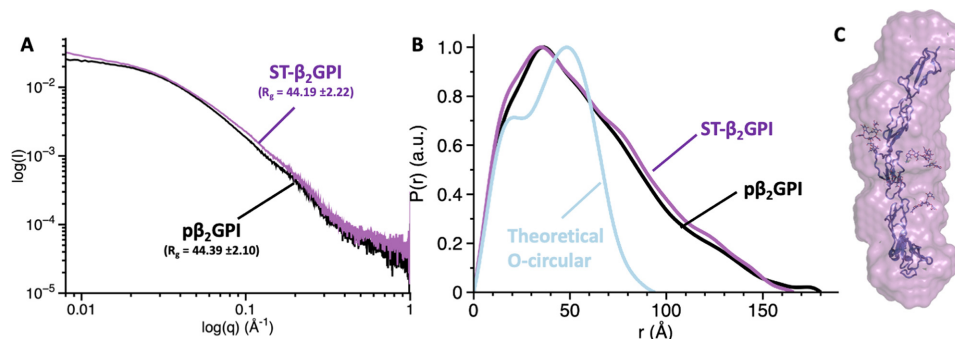 A
ST-β₂GPI
(Rg = 44.19 ±2.22)
pβ₂GPI
(Rg = 44.39 ±2.10)
log(I)
10⁻²
10⁻³
10⁻⁴
10⁻⁵
0.01
0.1
1
log(q) (Å⁻¹)
B
P(r) (a.u.)
1.0
0.8
0.6
0.4
0.2
0
ST-β₂GPI
pβ₂GPI
Theoretical
O-circular
0
50
100
150
r (Å)
C